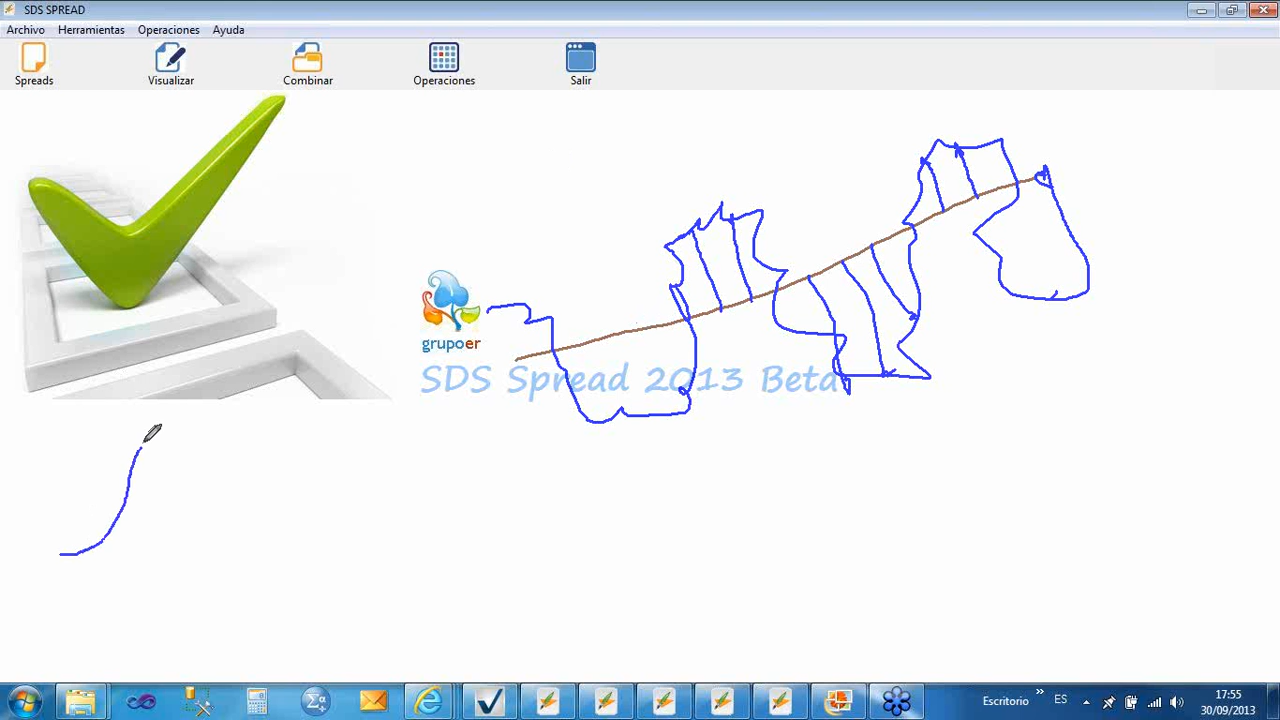 SDS SPREAD
Archivo Herramientas Operaciones Ayuda
Spreads Visualizar Combinar Operaciones Salir
grupoer
SDS Spread 2013 Beta
Escritorio » ES 17:55
30/09/2013